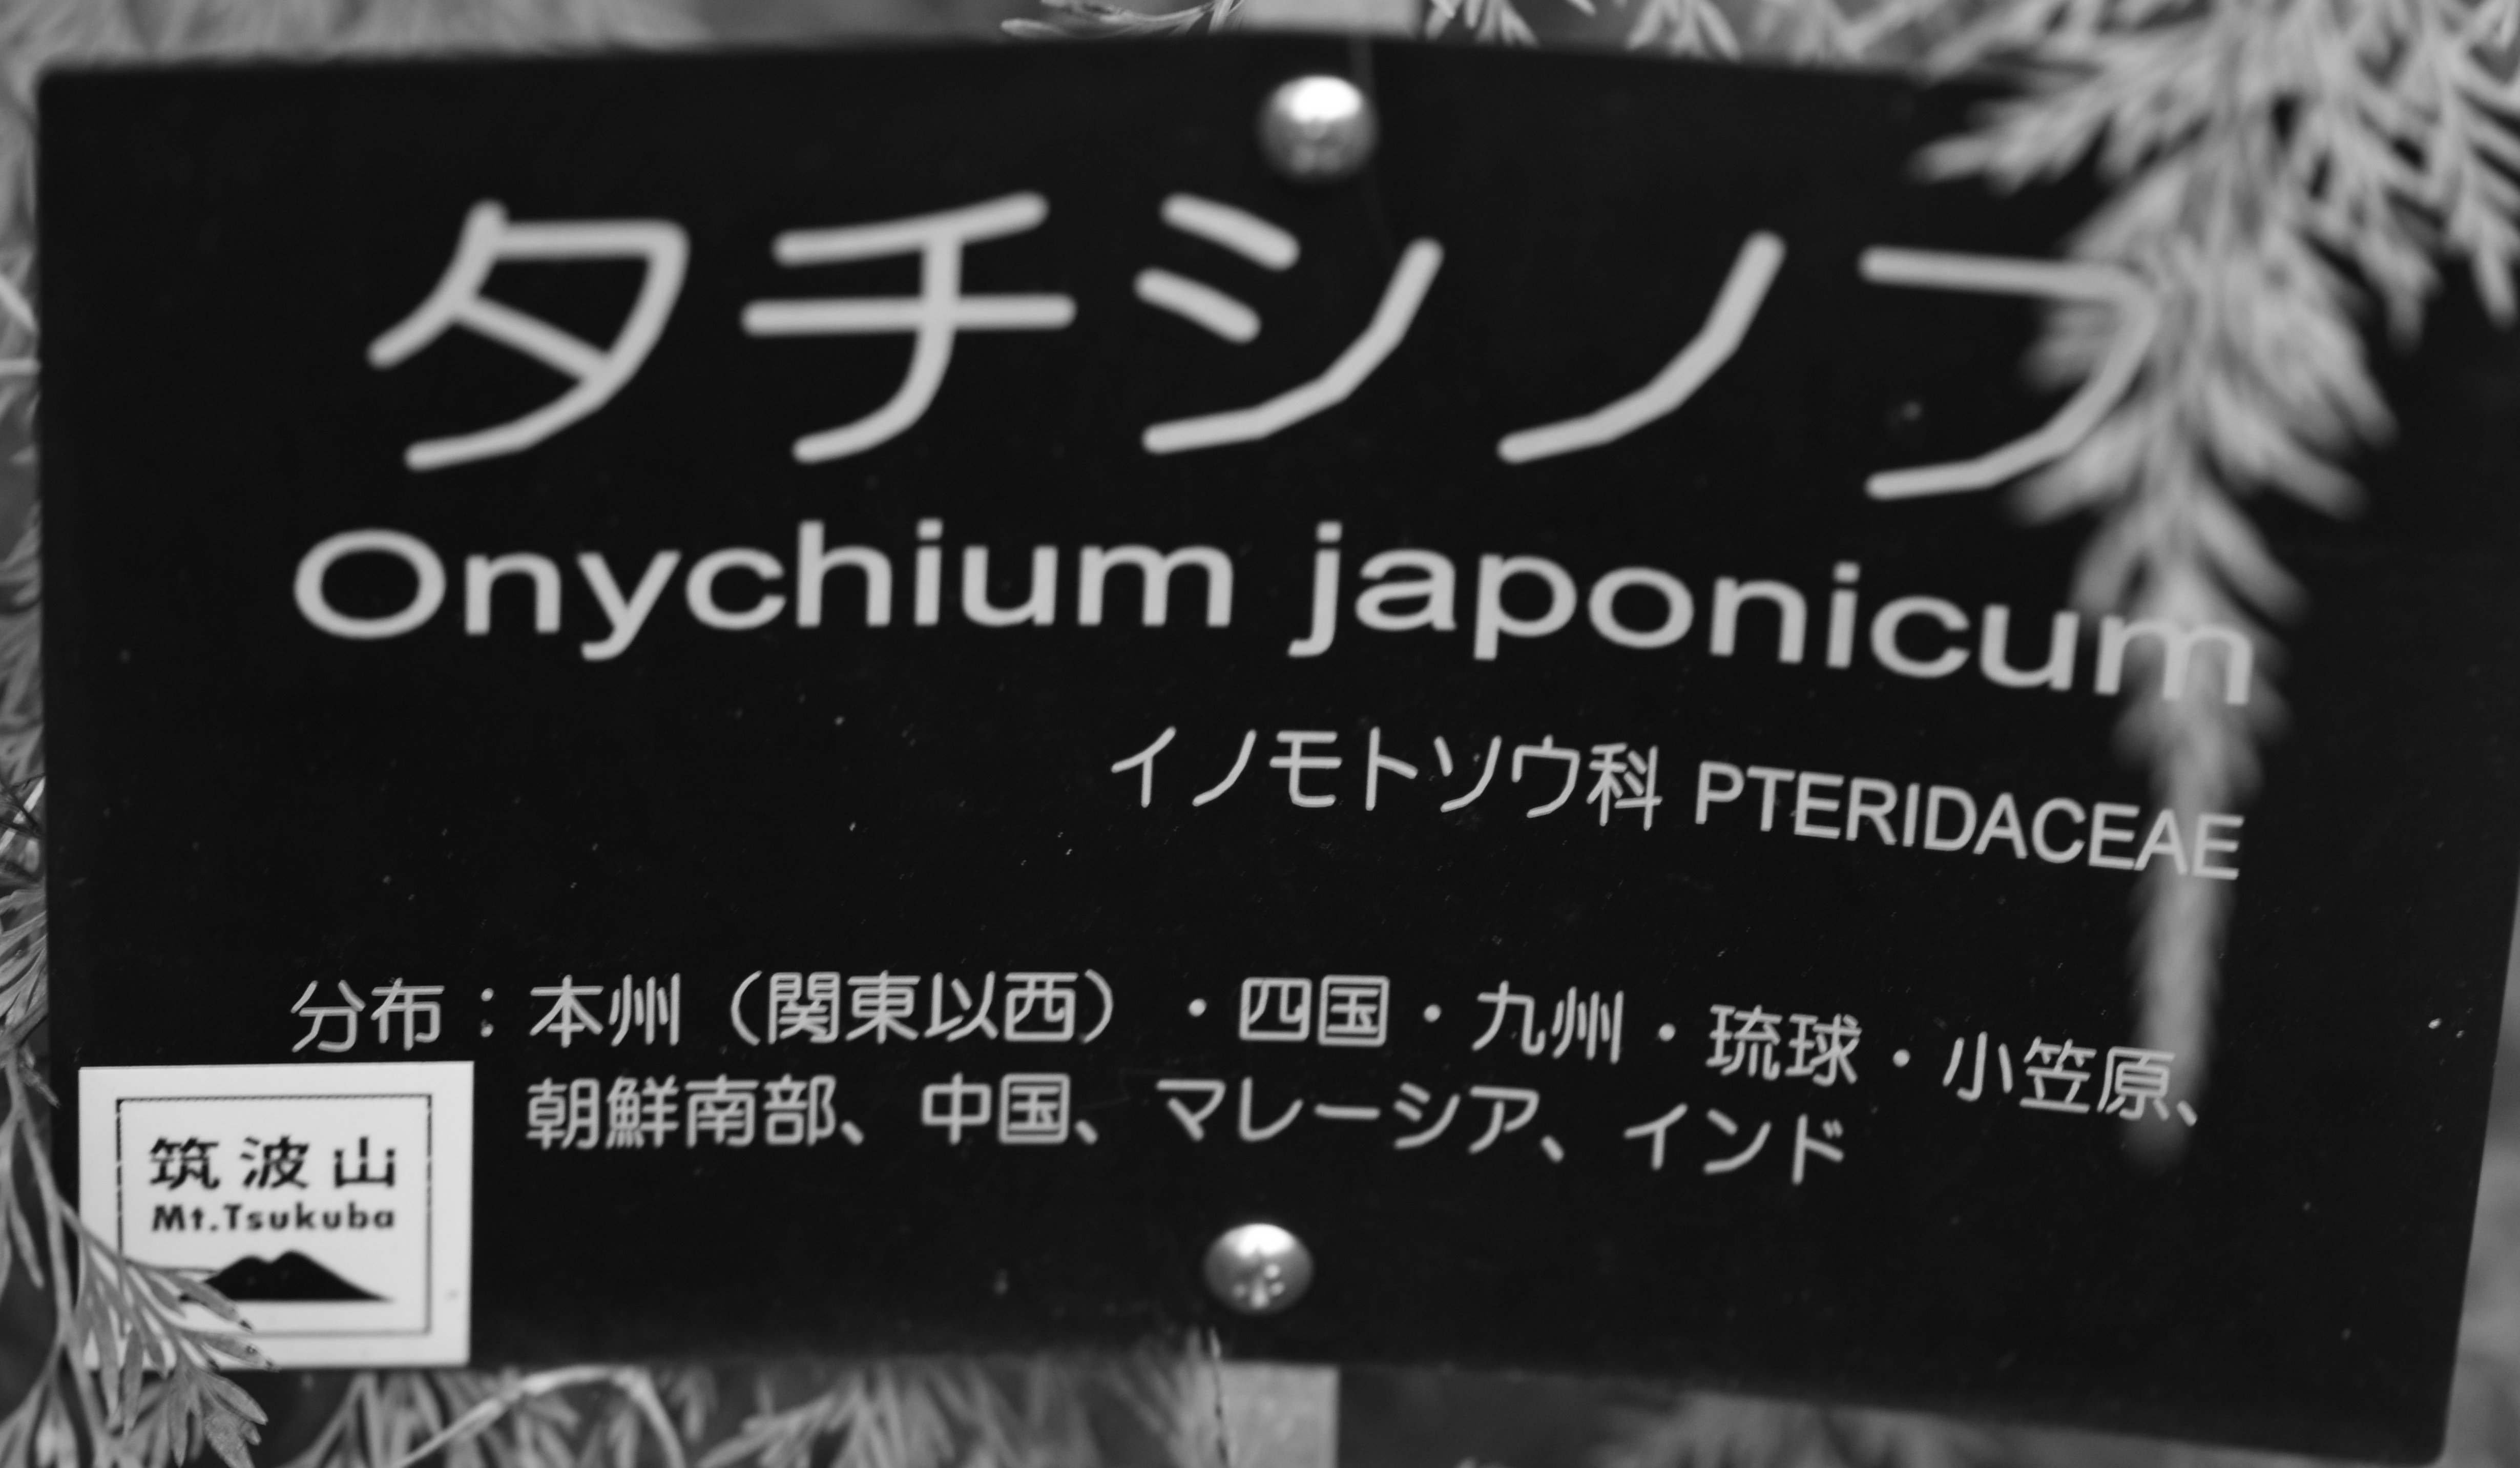 タチシノブ
Onychium japonicum
イノモトソウ科 PTERIDACEAE
分布：本州（関東以西）・四国・九州・琉球・小笠原、
朝鮮南部、中国、マレーシア、インド
筑波山
Mt.Tsukuba